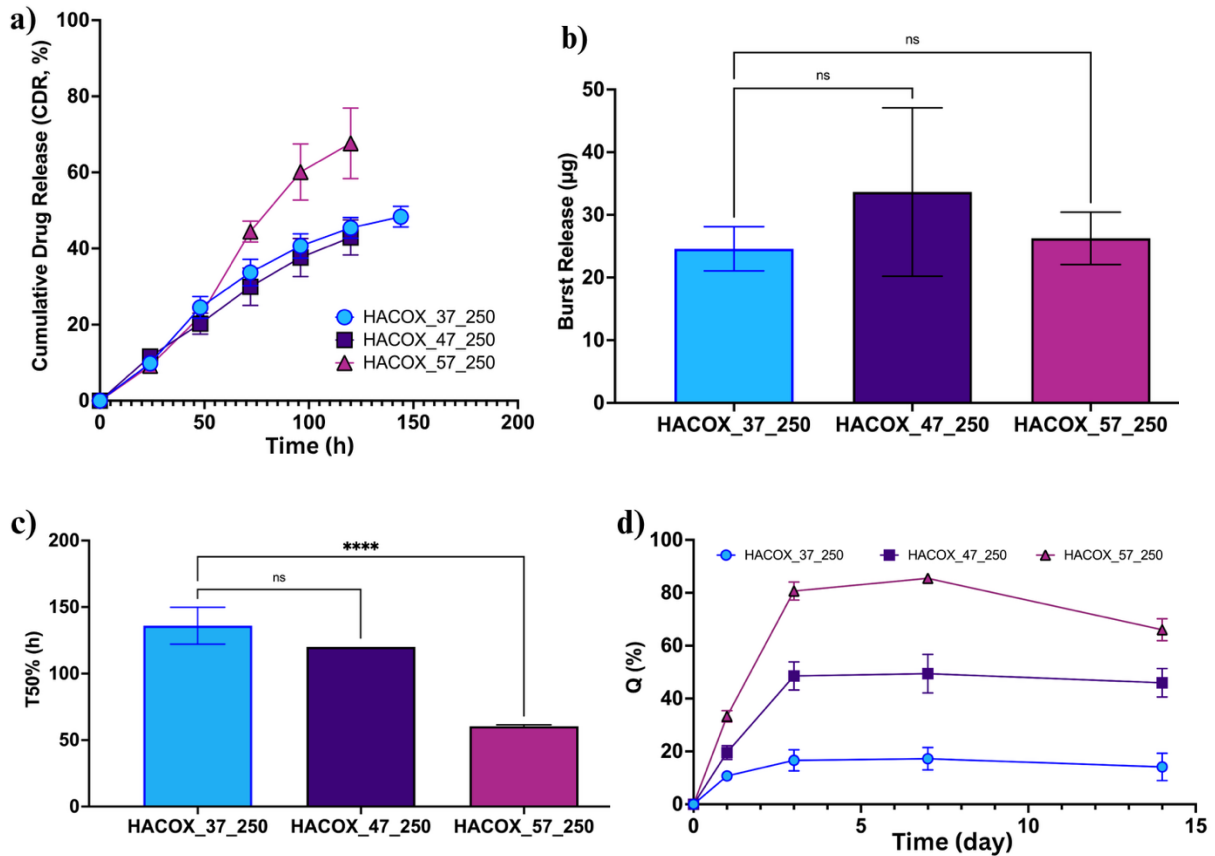 a)
Cumulative Drug Release (CDR, %)
100
80
60
40
20
0
HACOX_37_250
HACOX_47_250
HACOX_57_250
0 50 100 150 200
Time (h)
b)
ns
ns
Burst Release (µg)
50
40
30
20
10
0
HACOX_37_250 HACOX_47_250 HACOX_57_250
c)
****
ns
T50% (h)
200
150
100
50
0
HACOX_37_250 HACOX_47_250 HACOX_57_250
d)
HACOX_37_250 HACOX_47_250 HACOX_57_250
Q (%)
100
80
60
40
20
0
0 5 10 15
Time (day)